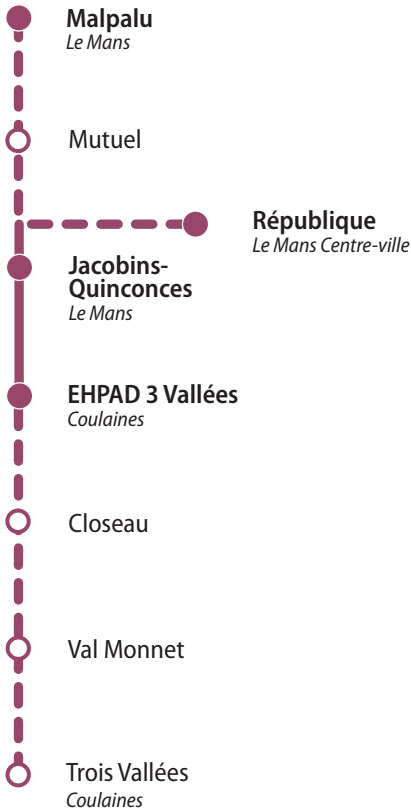 Malpalu
Le Mans
Mutuel
République
Le Mans Centre-ville
Jacobins-
Quinconces
Le Mans
EHPAD 3 Vallées
Coulaines
Closeau
Val Monnet
Trois Vallées
Coulaines